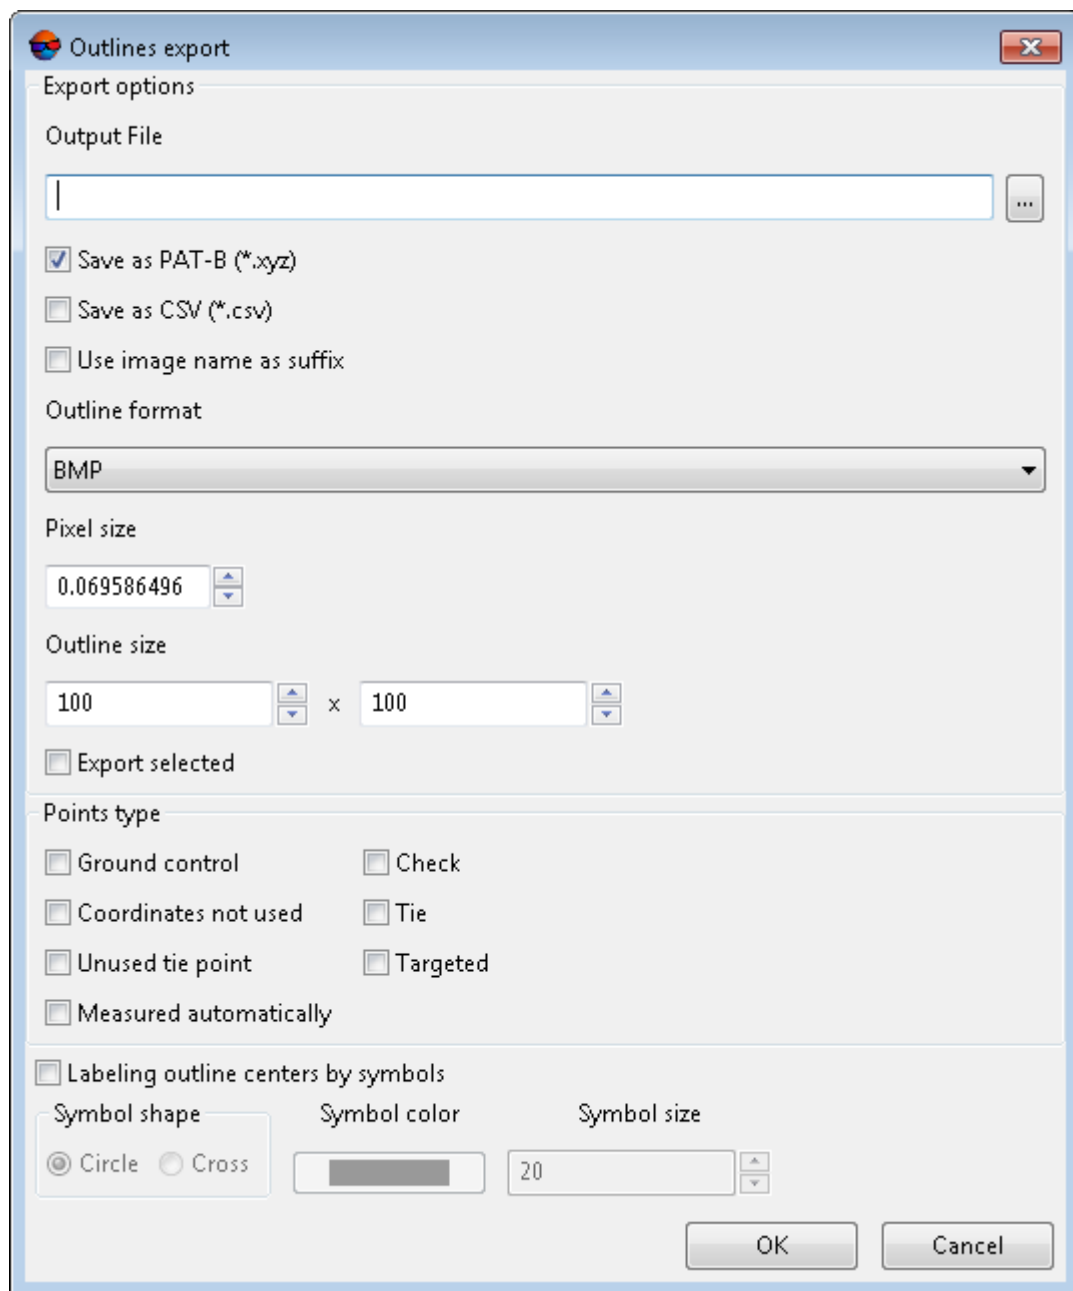 Outlines export
Export options
Output File
...
Save as PAT-B (*.xyz)
Save as CSV (*.csv)
Use image name as suffix
Outline format
BMP
Pixel size
0.069586496
Outline size
100 x 100
Export selected
Points type
Ground control Check
Coordinates not used Tie
Unused tie point Targeted
Measured automatically
Labeling outline centers by symbols
Symbol shape Symbol color Symbol size
Circle Cross 20
OK Cancel